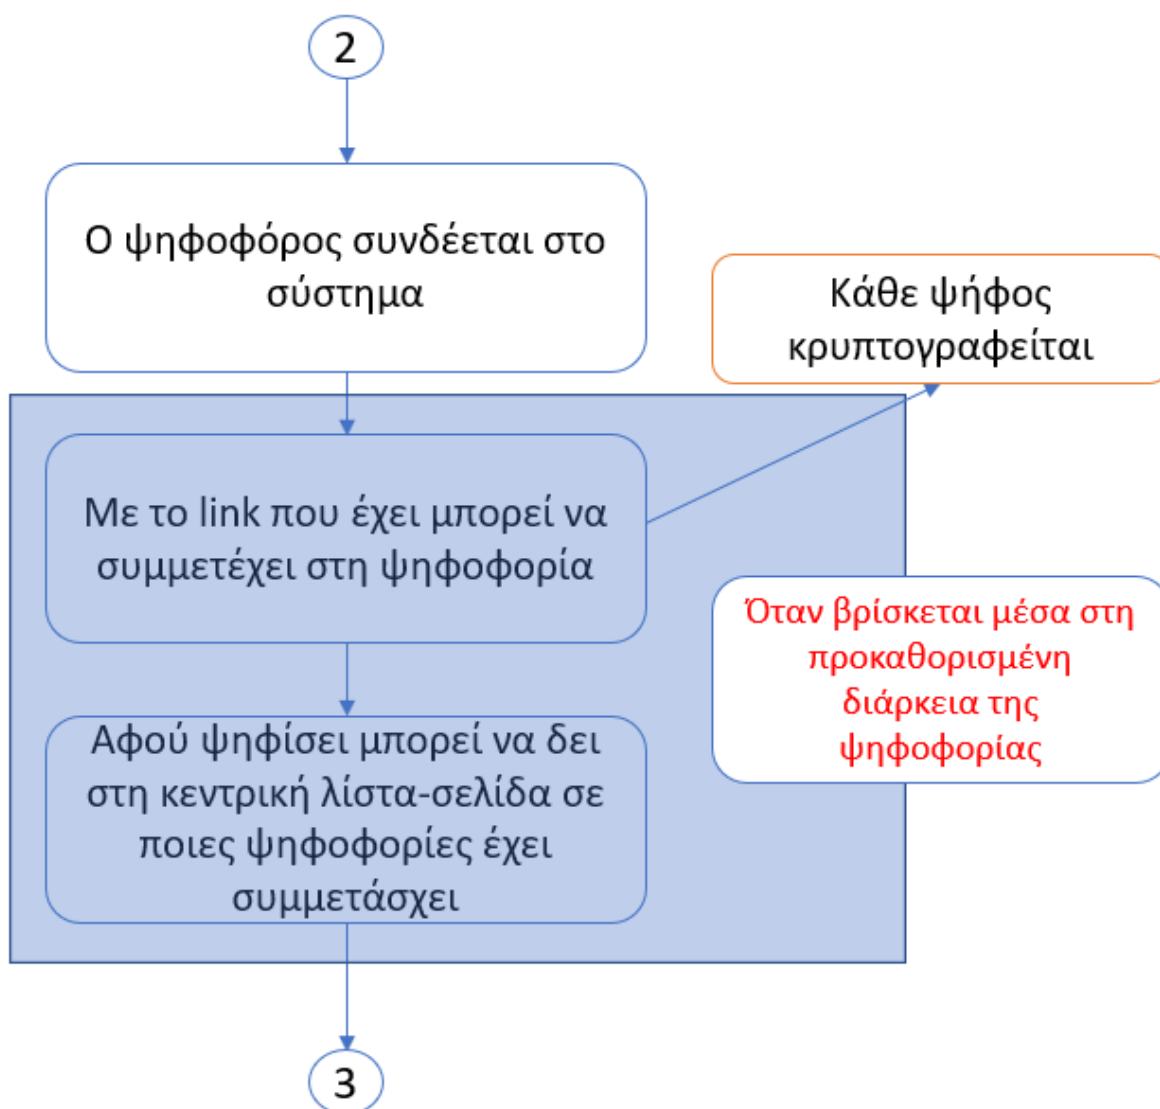 2
Ο ψηφοφόρος συνδέεται στο
σύστημα
Κάθε ψήφος
κρυπτογραφείται
Με το link που έχει μπορεί να
συμμετέχει στη ψηφοφορία
Όταν βρίσκεται μέσα στη
προκαθορισμένη
διάρκεια της
ψηφοφορίας
Αφού ψηφίσει μπορεί να δει
στη κεντρική λίστα-σελίδα σε
ποιες ψηφοφορίες έχει
συμμετάσχει
3